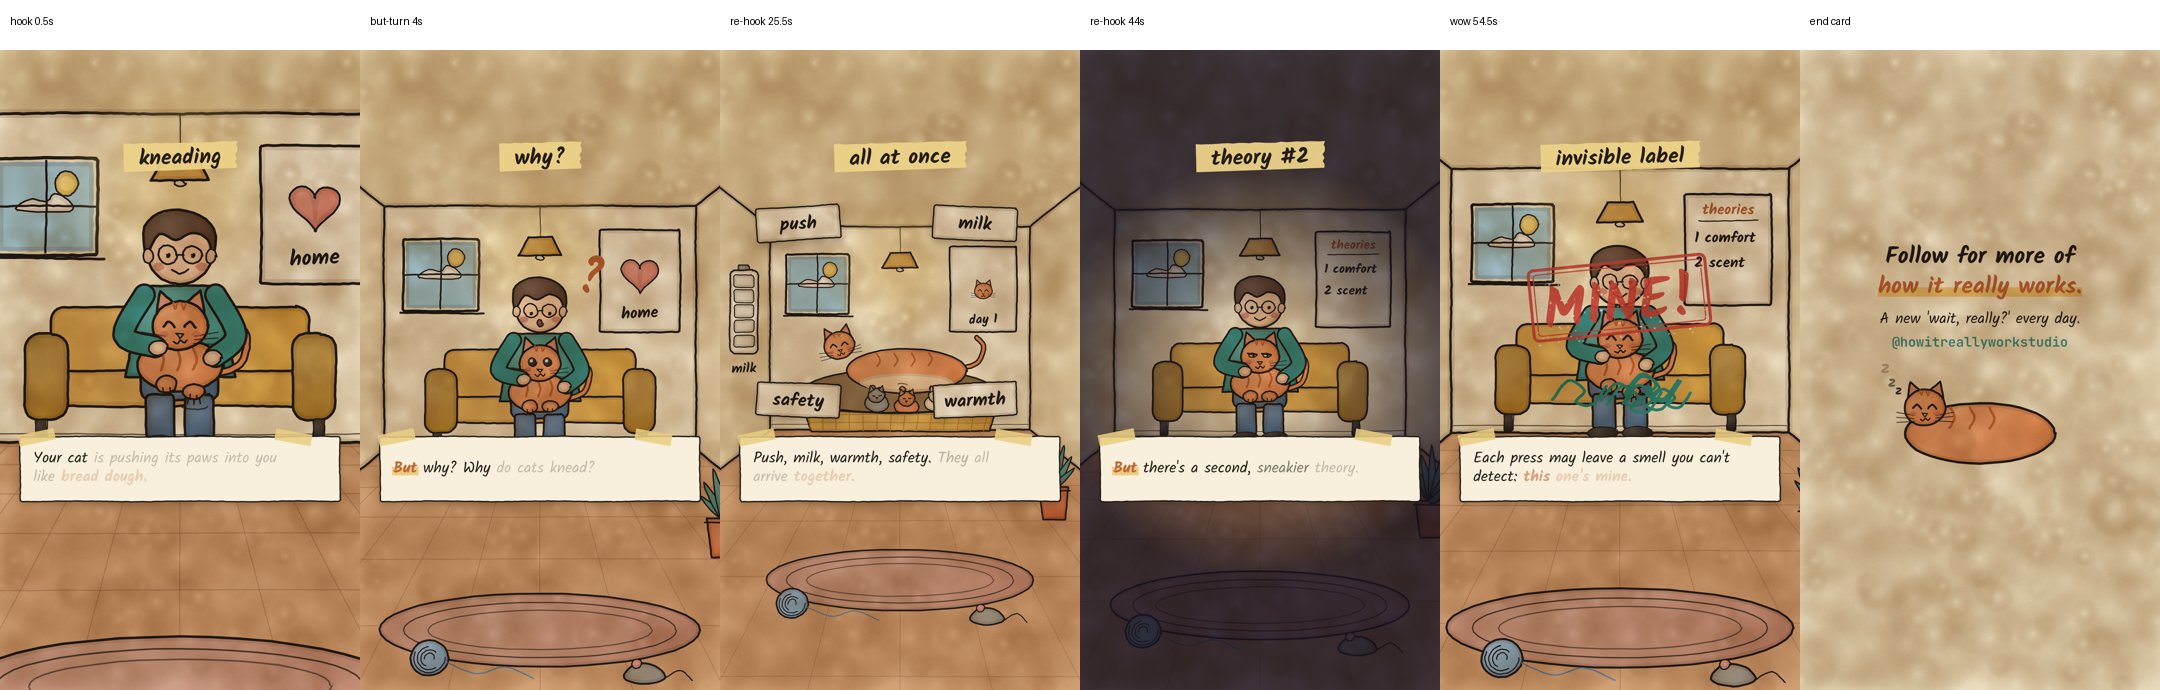 hook 0.5s
kneading
home
Your cat is pushing its paws into you
like bread dough.
but-turn 4s
why?
?
home
But why? Why do cats knead?
re-hook 25.5s
all at once
push
milk
day 1
milk
safety
warmth
Push, milk, warmth, safety. They all
arrive together.
re-hook 44s
theory #2
theories
1 comfort
2 scent
But there's a second, sneakier theory.
wow 54.5s
invisible label
theories
1 comfort
2 scent
MINE!
Each press may leave a smell you can't
detect: this one's mine.
end card
Follow for more of
how it really works.
A new 'wait, really?' every day.
@howitreallyworkstudio
z
z
z